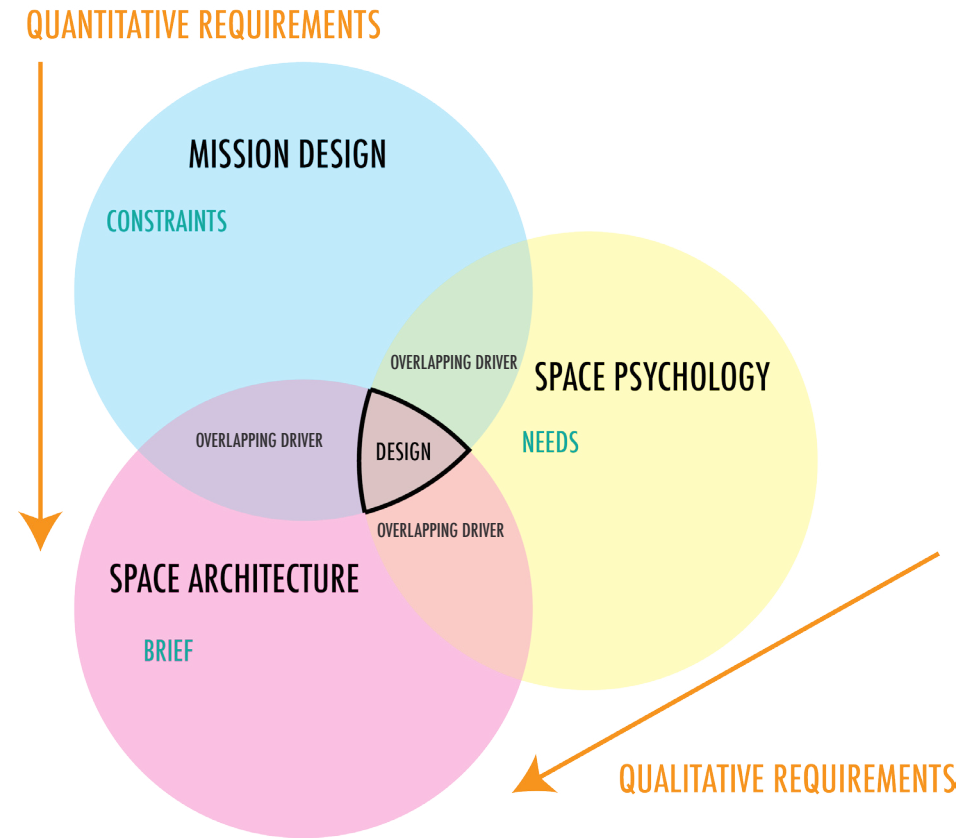 QUANTITATIVE REQUIREMENTS
MISSION DESIGN
CONSTRAINTS
OVERLAPPING DRIVER
SPACE PSYCHOLOGY
OVERLAPPING DRIVER
NEEDS
DESIGN
OVERLAPPING DRIVER
SPACE ARCHITECTURE
BRIEF
QUALITATIVE REQUIREMENTS